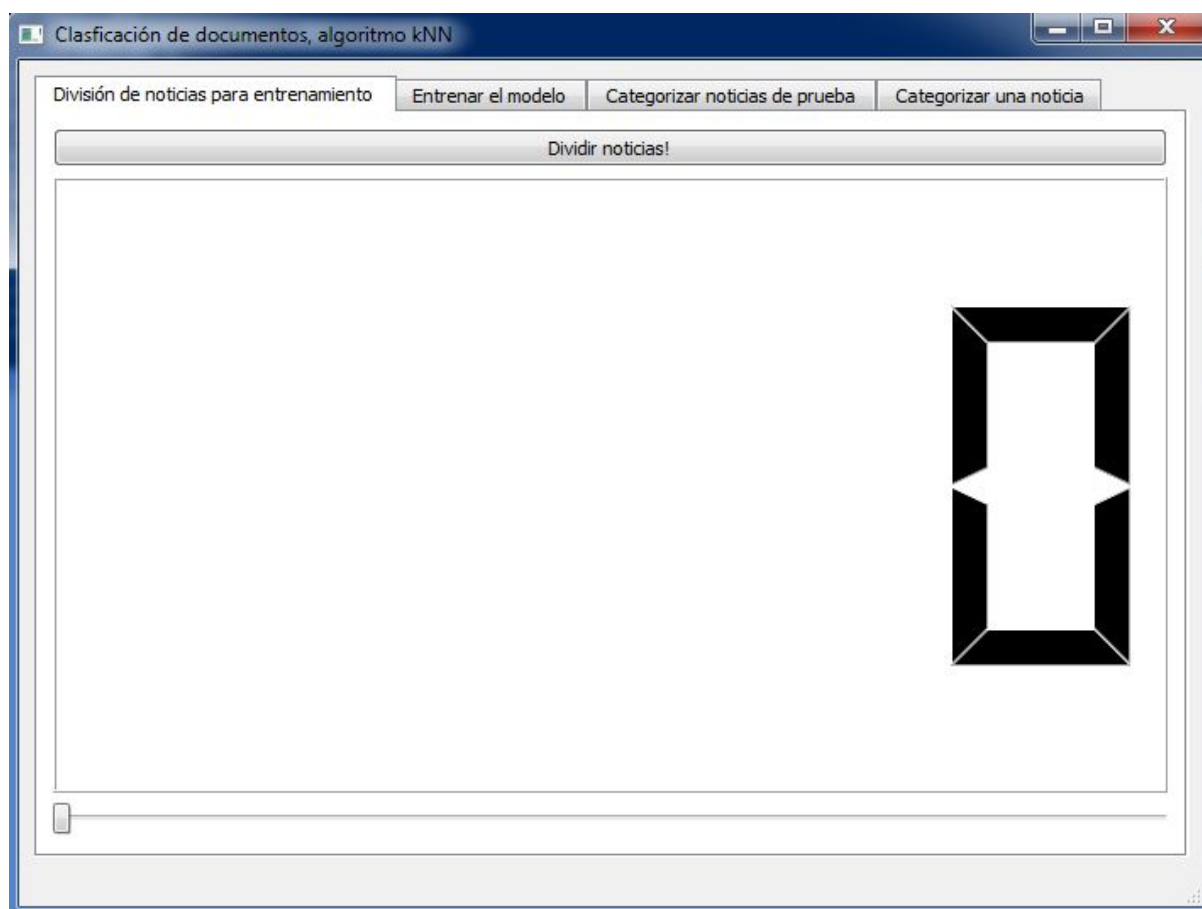 Clasficación de documentos, algoritmo kNN
División de noticias para entrenamiento Entrenar el modelo Categorizar noticias de prueba Categorizar una noticia
Dividir noticias!
0